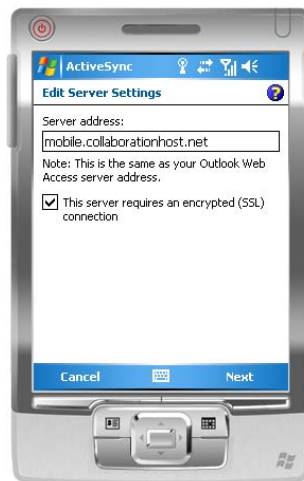 ActiveSync
Edit Server Settings
Server address:
mobile.collaborationhost.net
Note: This is the same as your Outlook Web
Access server address.
This server requires an encrypted (SSL)
connection
Cancel Next